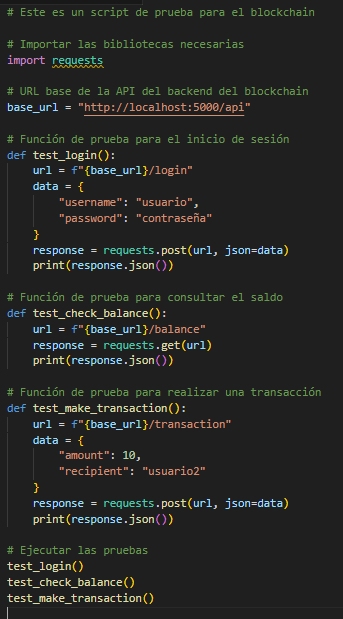 # Este es un script de prueba para el blockchain
# Importar las bibliotecas necesarias
import requests
# URL base de la API del backend del blockchain
base_url = "http://localhost:5000/api"
# Función de prueba para el inicio de sesión
def test_login():
    url = f"{base_url}/login"
    data = {
        "username": "usuario",
        "password": "contraseña"
    }
    response = requests.post(url, json=data)
    print(response.json())
# Función de prueba para consultar el saldo
def test_check_balance():
    url = f"{base_url}/balance"
    response = requests.get(url)
    print(response.json())
# Función de prueba para realizar una transacción
def test_make_transaction():
    url = f"{base_url}/transaction"
    data = {
        "amount": 10,
        "recipient": "usuario2"
    }
    response = requests.post(url, json=data)
    print(response.json())
# Ejecutar las pruebas
test_login()
test_check_balance()
test_make_transaction()